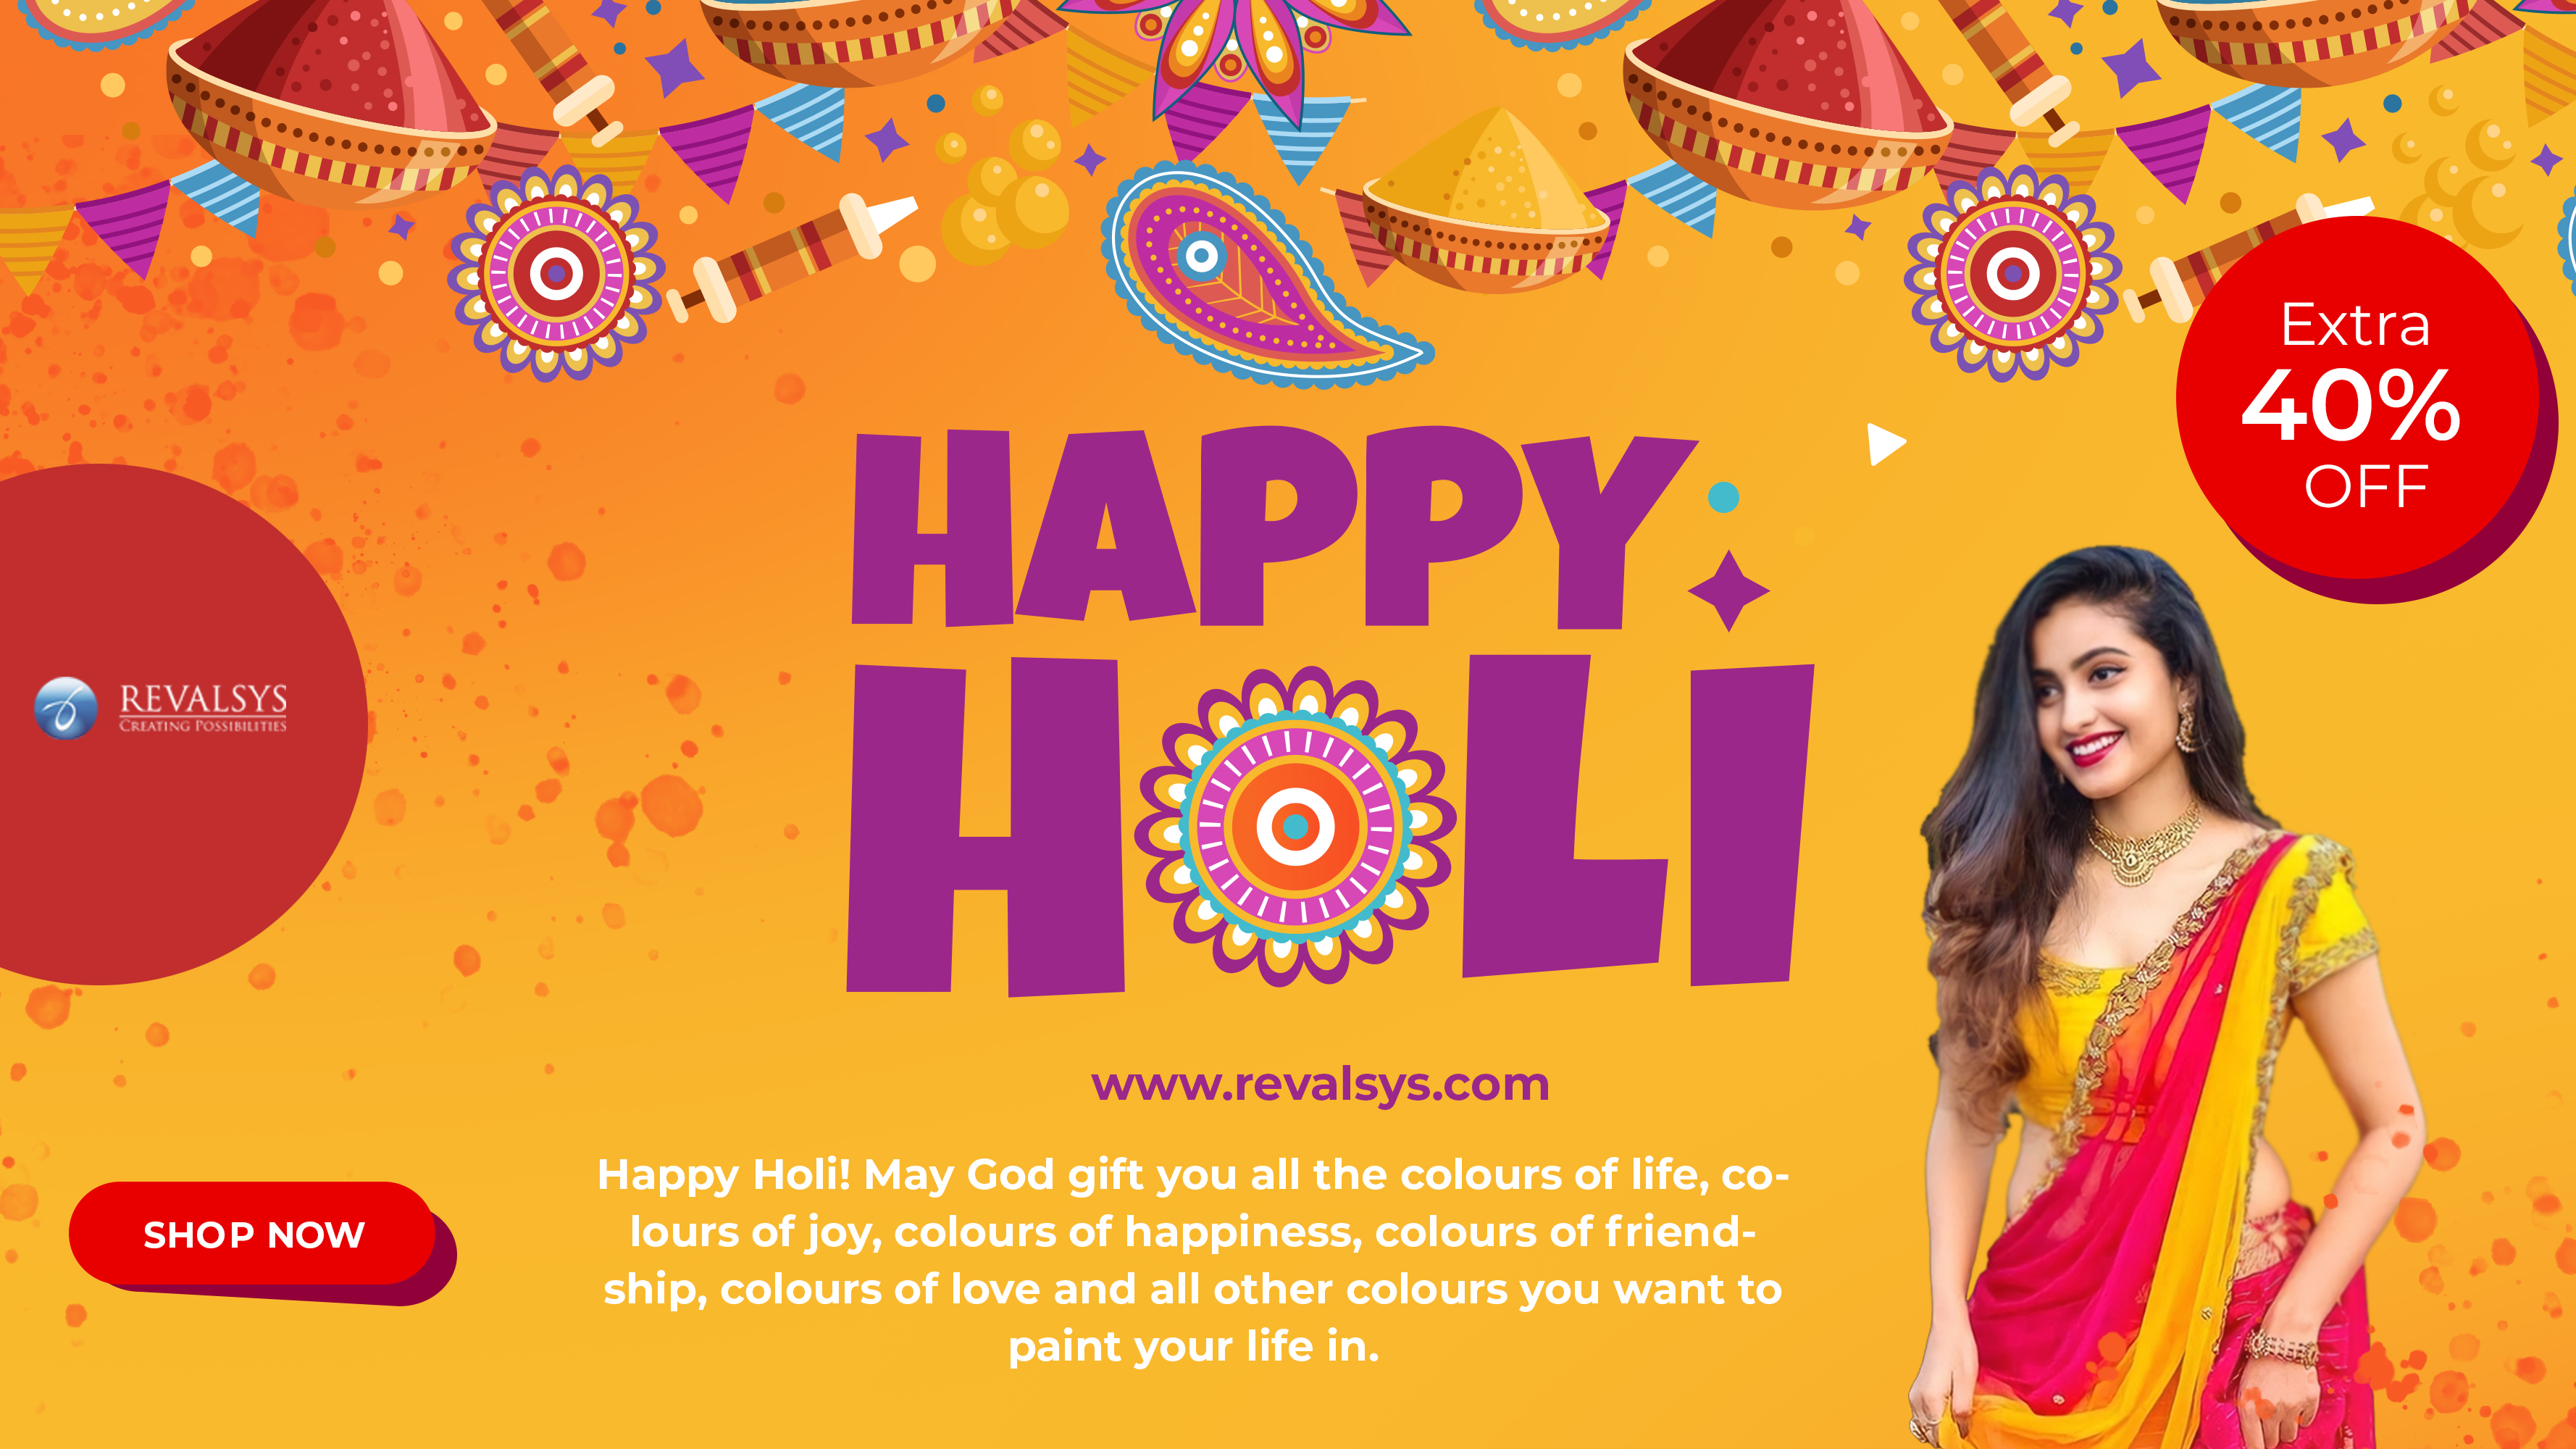 Extra
40%
OFF
HAPPY
HOLI
REVALSYS
CREATING POSSIBILITIES
www.revalsys.com
Happy Holi! May God gift you all the colours of life, co-
lours of joy, colours of happiness, colours of friend-
ship, colours of love and all other colours you want to
paint your life in.
SHOP NOW